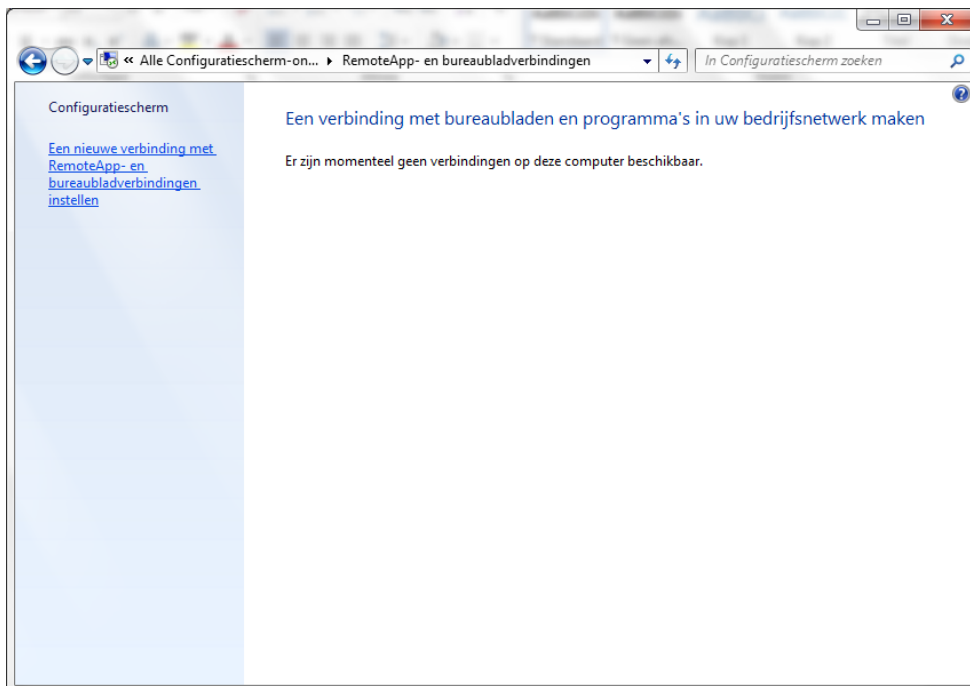 « Alle Configuratiescherm-on... RemoteApp- en bureaubladverbindingen
In Configuratiescherm zoeken
Configuratiescherm
Een nieuwe verbinding met
RemoteApp- en
bureaubladverbindingen
instellen
Een verbinding met bureaubladen en programma's in uw bedrijfsnetwerk maken
Er zijn momenteel geen verbindingen op deze computer beschikbaar.